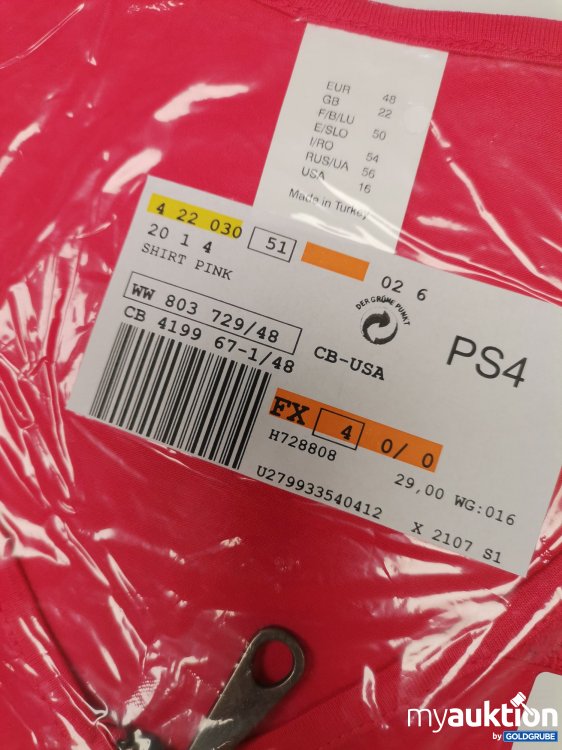 EUR 48
GB 22
F/B/LU
E/SLO 50
I/RO
RUS/UA 54
USA 56
16
Made in Turkey
4 22 030 51
02 6
20 1 4
SHIRT PINK
DER GRÜNE PUNKT
WW 803 729/48
CB 4199 67-1/48
CB-USA
PS4
FX 4 0/ 0
H728808
29,00 WG:016
U279933540412
X 2107 S1
myauktion
by GOLDGRUBE